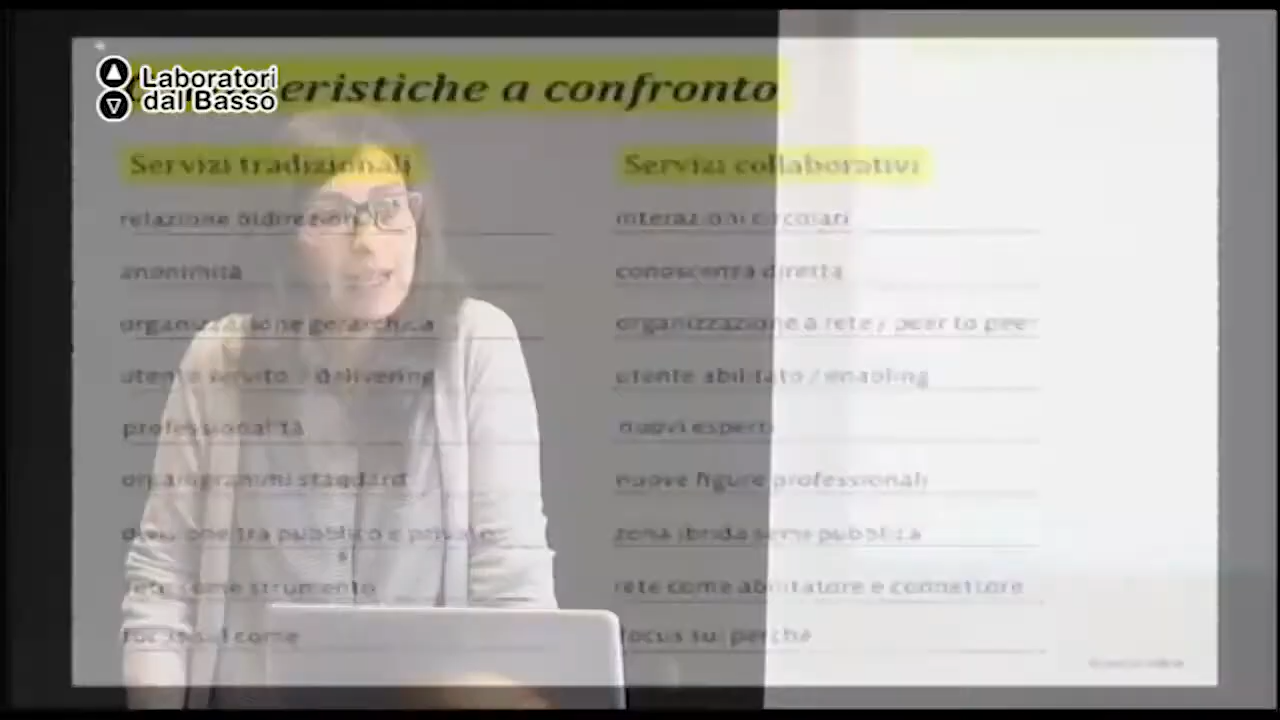 Laboratori
dal Basso
Caratteristiche a confronto
Servizi tradizionali
Servizi collaborativi
relazione bidirezionale
interazioni circolari
anonimità
conoscenza diretta
organizzazione gerarchica
organizzazione a rete / peer to peer
utente servito / delivering
utente abilitato / enabling
professionalità
nuovi esperti
organigrammi standard
nuove figure professionali
divisione tra pubblico e privato
zona ibrida semi pubblica
rete come strumento
rete come abilitatore e connettore
focus sul come
focus sul perchè